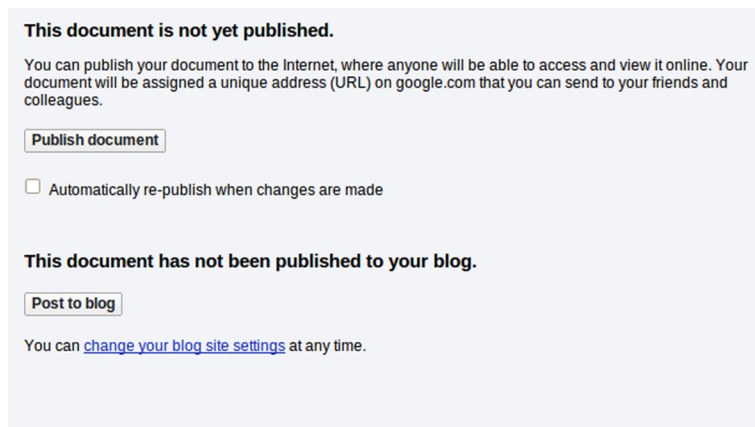 This document is not yet published.
You can publish your document to the Internet, where anyone will be able to access and view it online. Your
document will be assigned a unique address (URL) on google.com that you can send to your friends and
colleagues.
Publish document
Automatically re-publish when changes are made
This document has not been published to your blog.
Post to blog
You can change your blog site settings at any time.